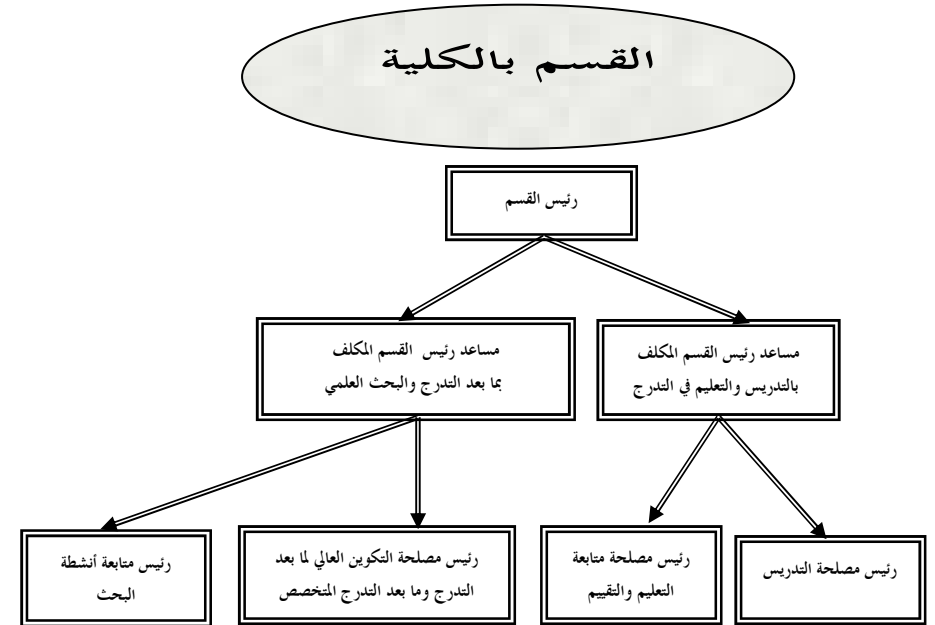 القسم بالكلية
رئيس القسم
مساعد رئيس القسم المكلف
بالتدريس والتعليم في التدرج
مساعد رئيس القسم المكلف
بما بعد التدرج والبحث العلمي
رئيس مصلحة التدريس
رئيس مصلحة متابعة
التعليم والتقييم
رئيس مصلحة التكوين العالي لما بعد
التدرج وما بعد التدرج المتخصص
رئيس متابعة أنشطة
البحث